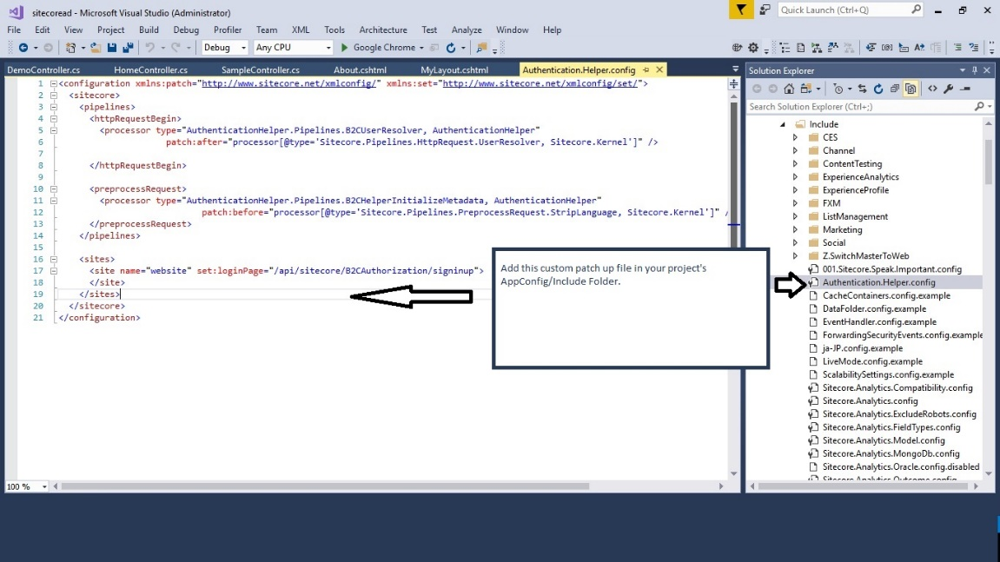 sitecoread - Microsoft Visual Studio (Administrator)
Quick Launch (Ctrl+Q)
File Edit View Project Build Debug Profiler Team XML Tools Architecture Test Analyze Window Help
Debug Any CPU Google Chrome
DemoController.cs HomeController.cs SampleController.cs About.cshtml MyLayout.cshtml Authentication.Helper.config
1 <configuration xmlns:patch="http://www.sitecore.net/xmlconfig/" xmlns:set="http://www.sitecore.net/xmlconfig/set/">
2 <sitecore>
3 <pipelines>
4 <httpRequestBegin>
5 <processor type="AuthenticationHelper.Pipelines.B2CUserResolver, AuthenticationHelper"
6 patch:after="processor[@type='Sitecore.Pipelines.HttpRequest.UserResolver, Sitecore.Kernel']" />
7
8 </httpRequestBegin>
9
10 <preprocessRequest>
11 <processor type="AuthenticationHelper.Pipelines.B2CHelperInitializeMetadata, AuthenticationHelper"
12 patch:before="processor[@type='Sitecore.Pipelines.PreprocessRequest.StripLanguage, Sitecore.Kernel']" /
13 </preprocessRequest>
14 </pipelines>
15
16 <sites>
17 <site name="website" set:loginPage="/api/sitecore/B2CAuthorization/signinup">
18 </site>
19 </sites>
20 </sitecore>
21 </configuration>
100 %
Add this custom patch up file in your project's
AppConfig/Include Folder.
Solution Explorer
Search Solution Explorer (Ctrl+;)
Include
CES
Channel
ContentTesting
ExperienceAnalytics
ExperienceProfile
FXM
ListManagement
Marketing
Social
Z.SwitchMasterToWeb
001.Sitecore.Speak.Important.config
Authentication.Helper.config
CacheContainers.config.example
DataFolder.config.example
EventHandler.config.example
ForwardingSecurityEvents.config.example
ja-JP.config.example
LiveMode.config.example
ScalabilitySettings.config.example
Sitecore.Analytics.Compatibility.config
Sitecore.Analytics.config
Sitecore.Analytics.ExcludeRobots.config
Sitecore.Analytics.FieldTypes.config
Sitecore.Analytics.Model.config
Sitecore.Analytics.MongoDb.config
Sitecore.Analytics.Oracle.config.disabled
Sitecore.Analytics.Outcome.config